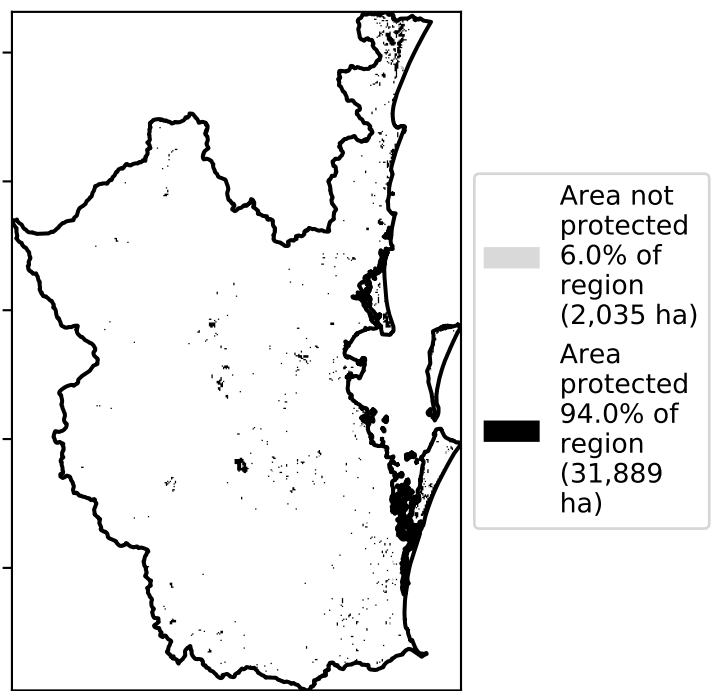 Area not
protected
6.0% of
region
(2,035 ha)
Area
protected
94.0% of
region
(31,889
ha)